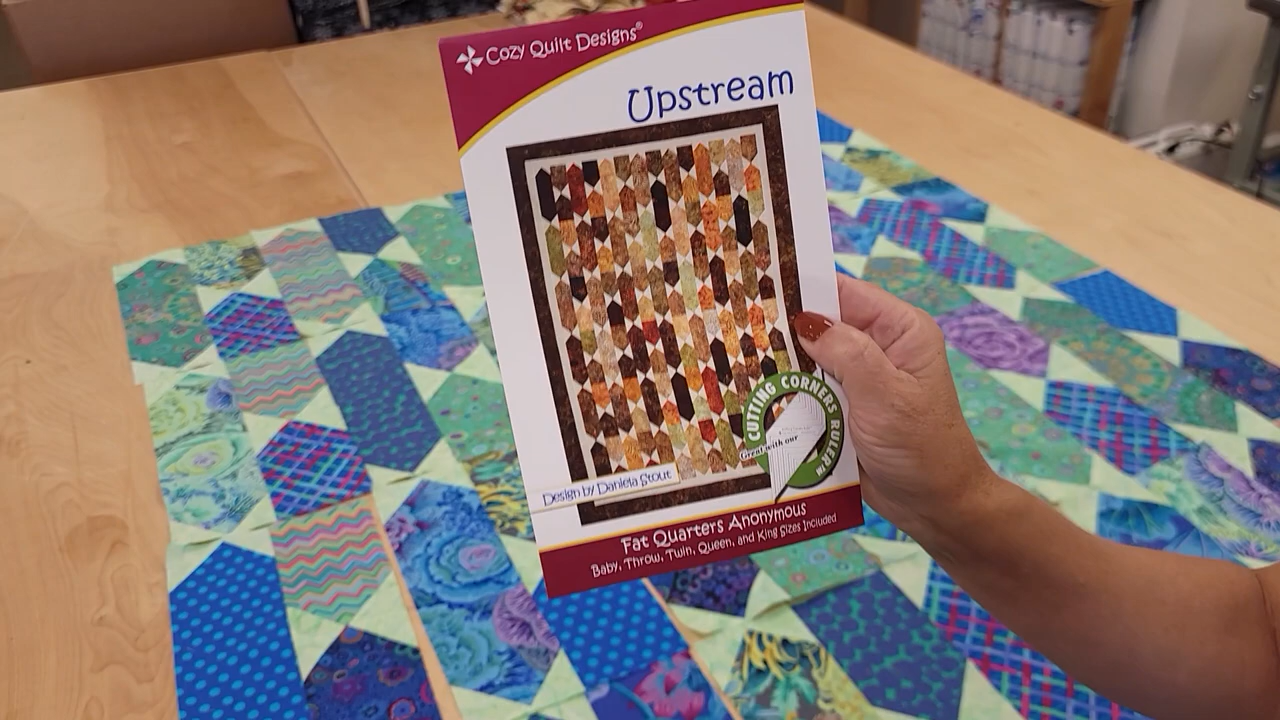 Cozy Quilt Designs®
Upstream
CUTTING CORNERS RULER™
Great with our
Design by Daniela Stout
Fat Quarters Anonymous
Baby, Throw, Twin, Queen, and King Sizes Included